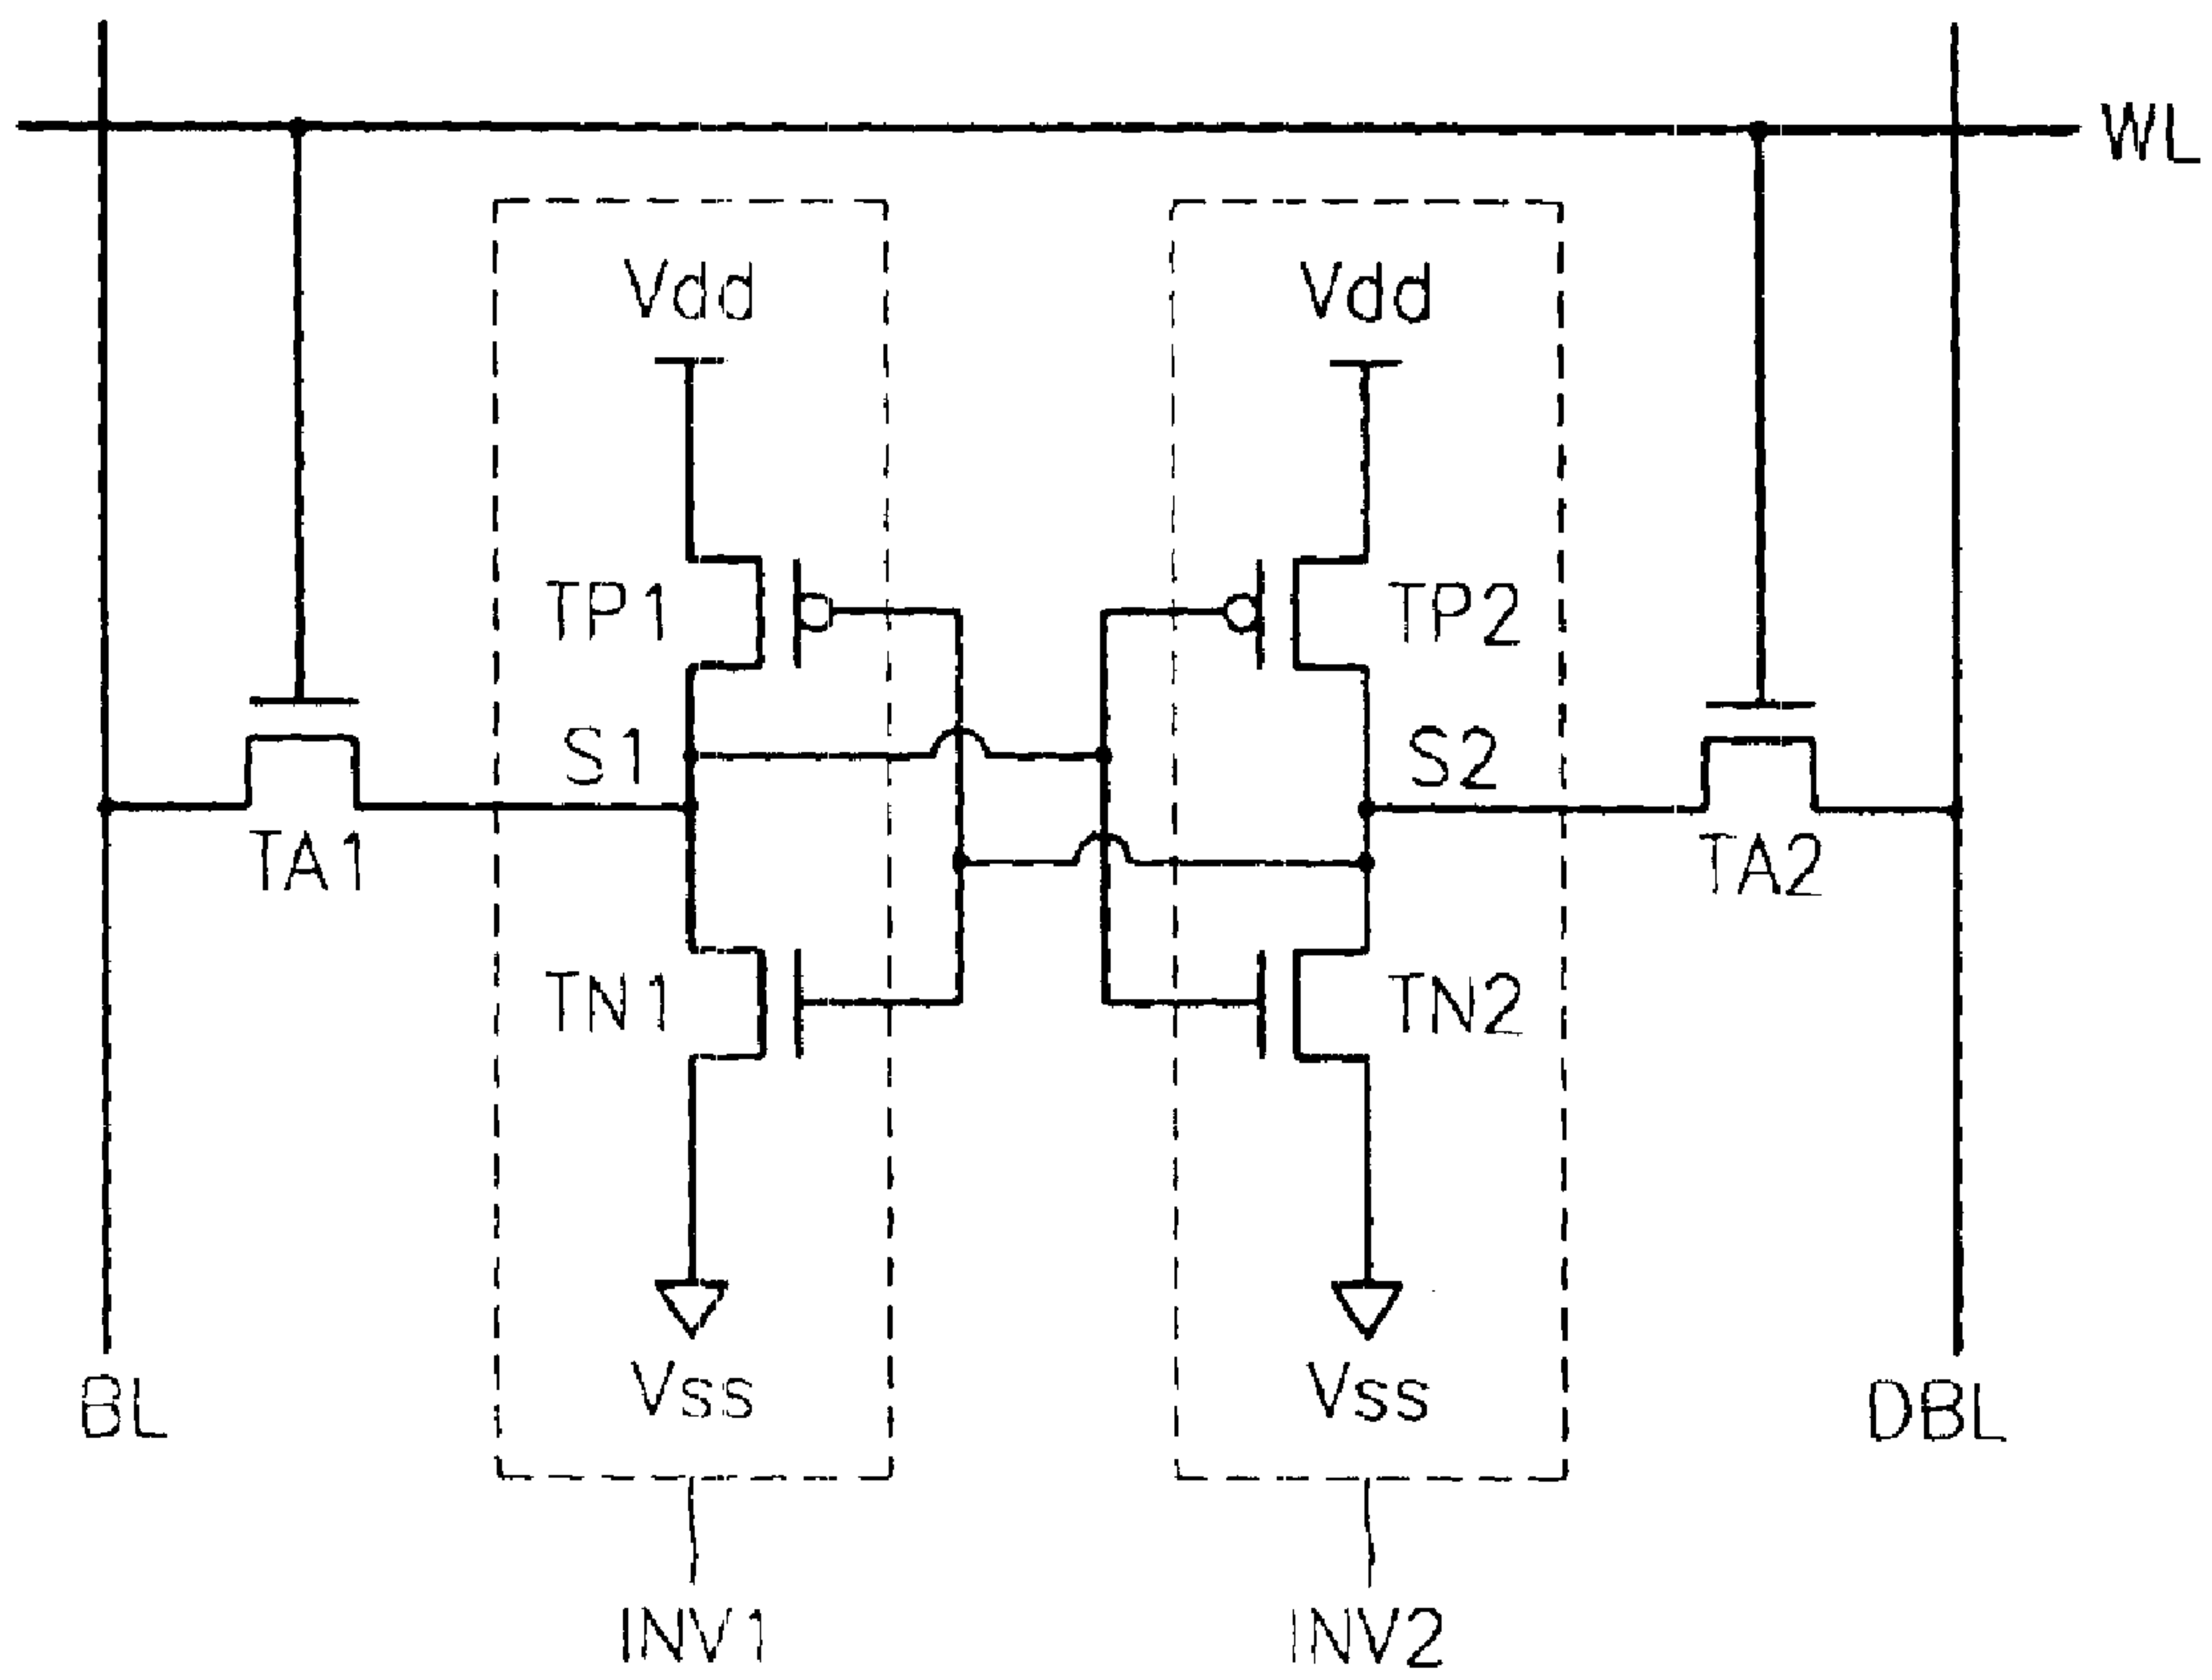 WL
Vdd
Vdd
TP1
TP2
S1
S2
TA1
TA2
TN1
TN2
Vss
Vss
BL
DBL
INV1
INV2